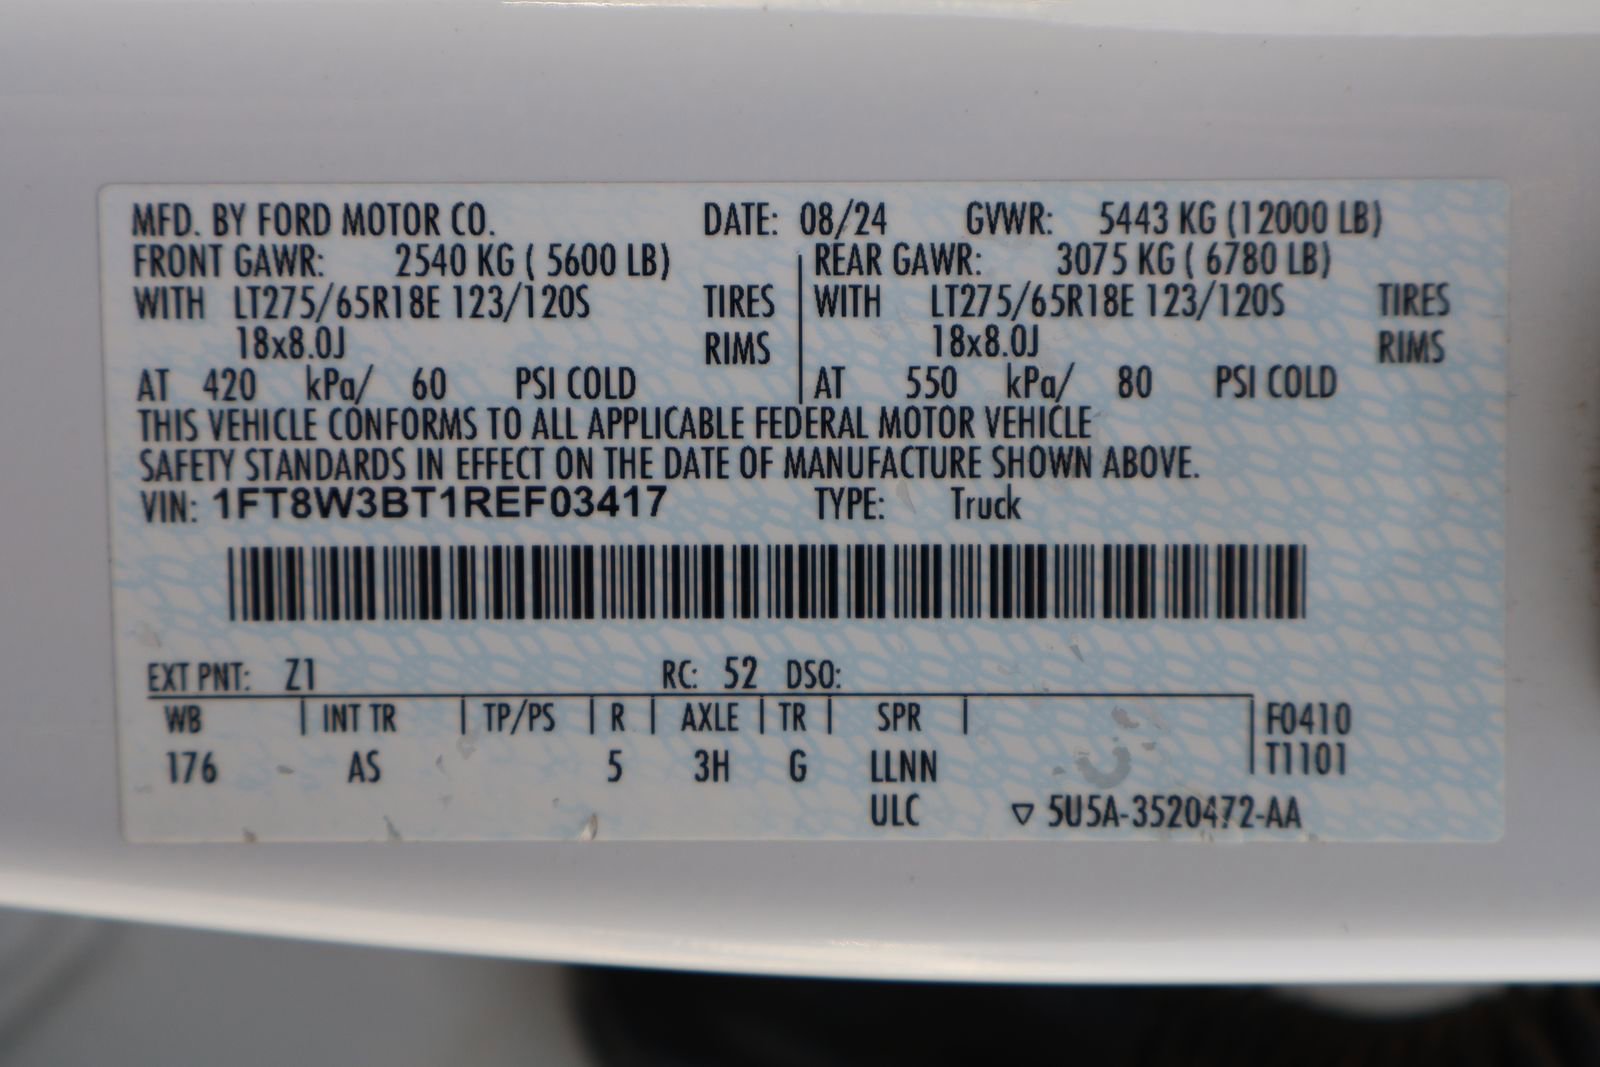 MFD. BY FORD MOTOR CO. DATE: 08/24 GVWR: 5443 KG (12000 LB)
FRONT GAWR: 2540 KG ( 5600 LB) REAR GAWR: 3075 KG ( 6780 LB)
WITH LT275/65R18E 123/120S TIRES WITH LT275/65R18E 123/120S TIRES
18x8.0J RIMS 18x8.0J RIMS
AT 420 kPa/ 60 PSI COLD AT 550 kPa/ 80 PSI COLD
THIS VEHICLE CONFORMS TO ALL APPLICABLE FEDERAL MOTOR VEHICLE
SAFETY STANDARDS IN EFFECT ON THE DATE OF MANUFACTURE SHOWN ABOVE.
VIN: 1FT8W3BT1REF03417 TYPE: Truck
EXT PNT: Z1 RC: 52 DSO:
WB | INT TR | TP/PS | R | AXLE | TR | SPR | F0410
176 AS 5 3H G LLNN T1101
ULC ▽ 5U5A-3520472-AA